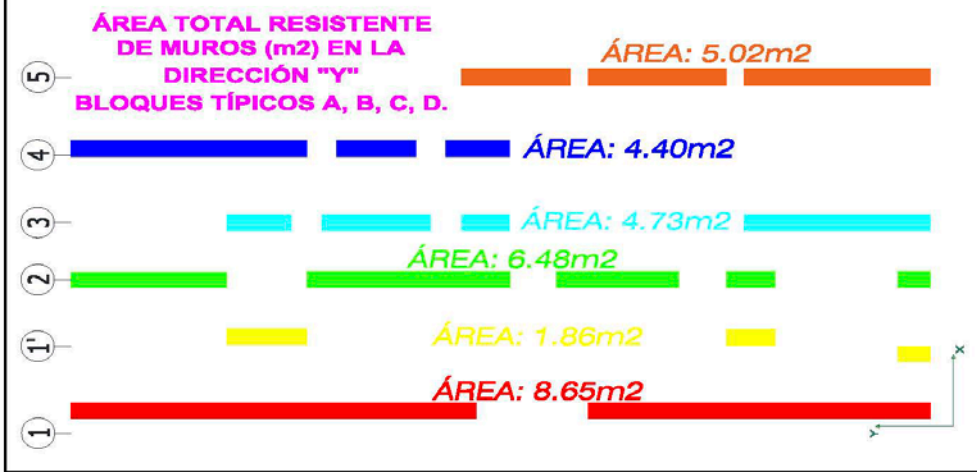 ÁREA TOTAL RESISTENTE
DE MUROS (m2) EN LA
DIRECCIÓN "Y"
BLOQUES TÍPICOS A, B, C, D.
5
ÁREA: 5.02m2
4
ÁREA: 4.40m2
3
ÁREA: 4.73m2
2
ÁREA: 6.48m2
1'
ÁREA: 1.86m2
1
ÁREA: 8.65m2
X
Y